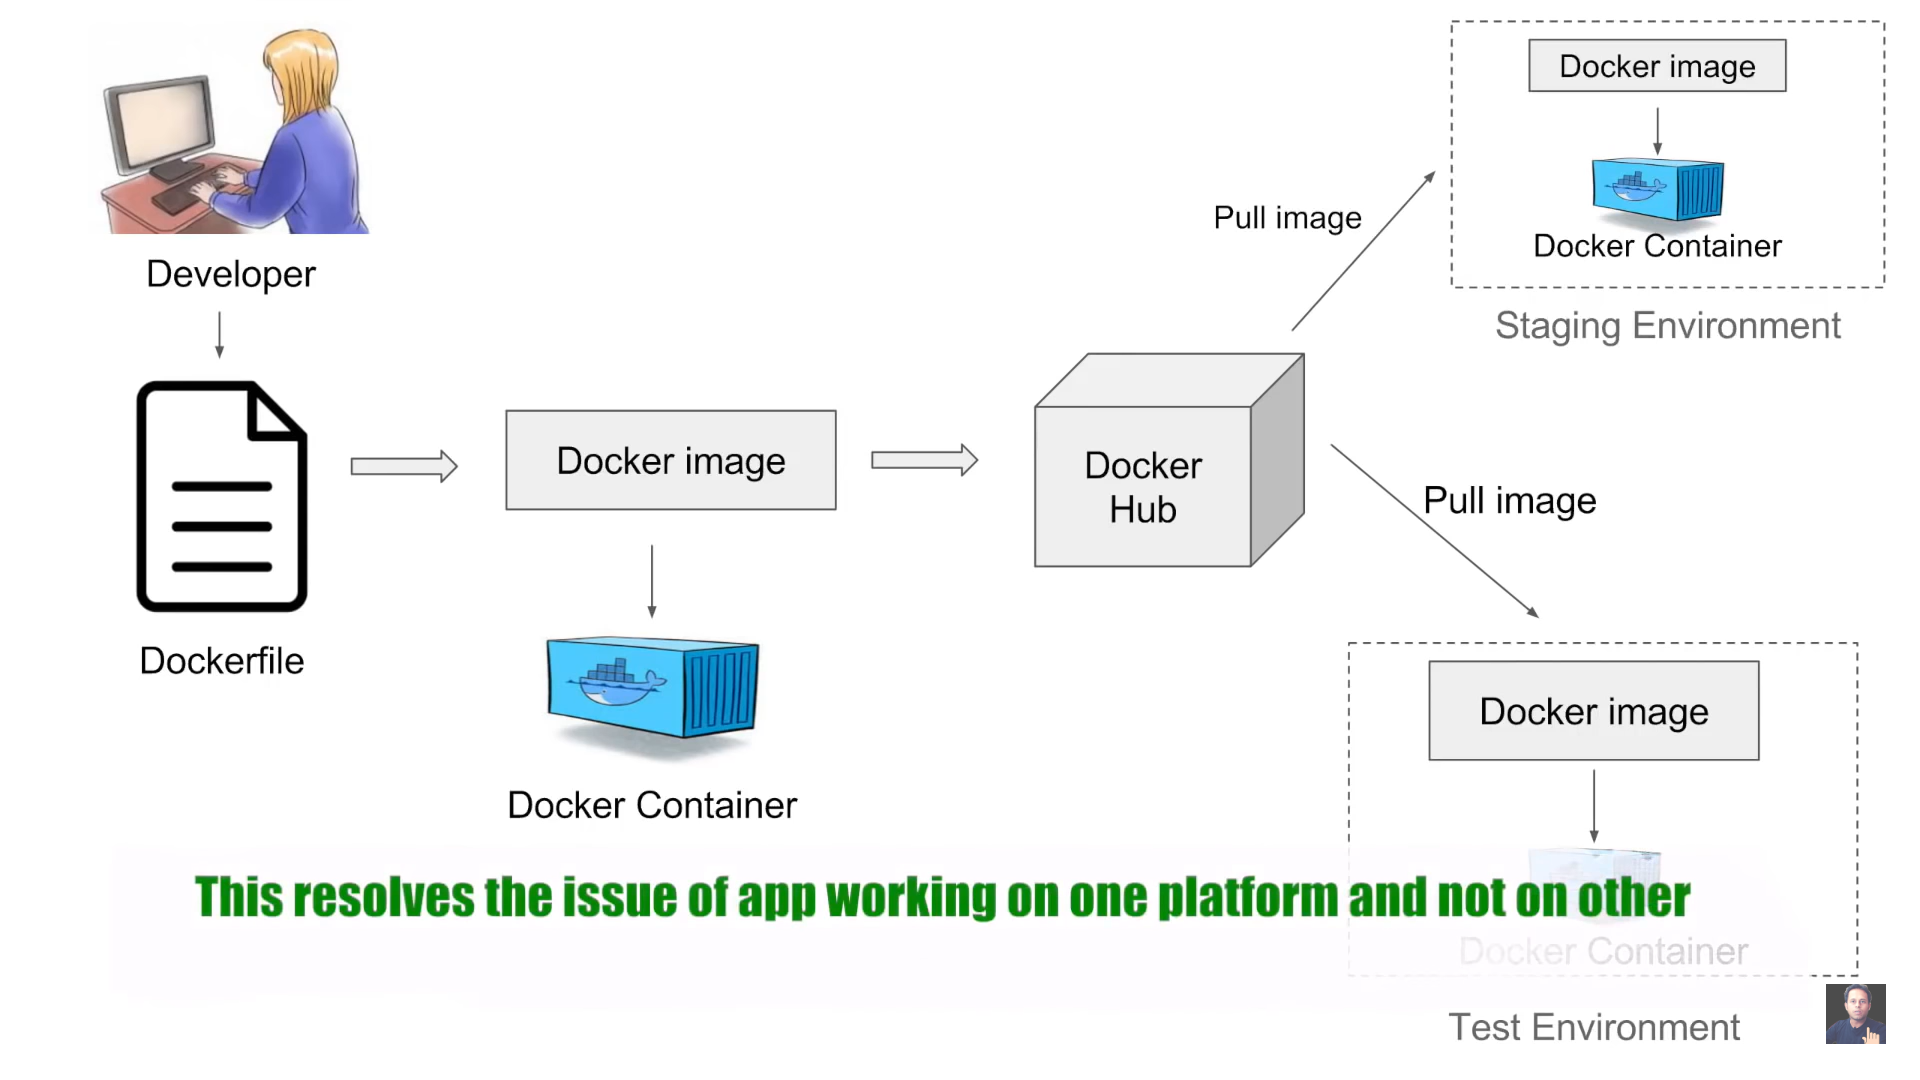 Developer
Dockerfile
Docker image
Docker Container
Docker
Hub
Pull image
Docker image
Docker Container
Staging Environment
Pull image
Docker image
Docker Container
Test Environment
This resolves the issue of app working on one platform and not on other